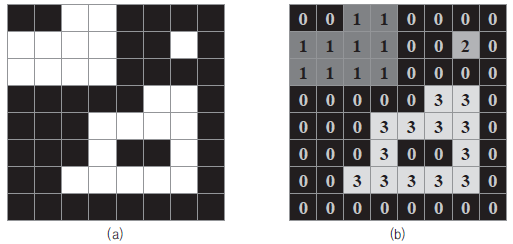 0 0 1 1 0 0 0 0
1 1 1 1 0 0 2 0
1 1 1 1 0 0 0 0
0 0 0 0 0 3 3 0
0 0 0 3 3 3 3 0
0 0 0 3 0 0 3 0
0 0 3 3 3 3 3 0
0 0 0 0 0 0 0 0
(a) (b)